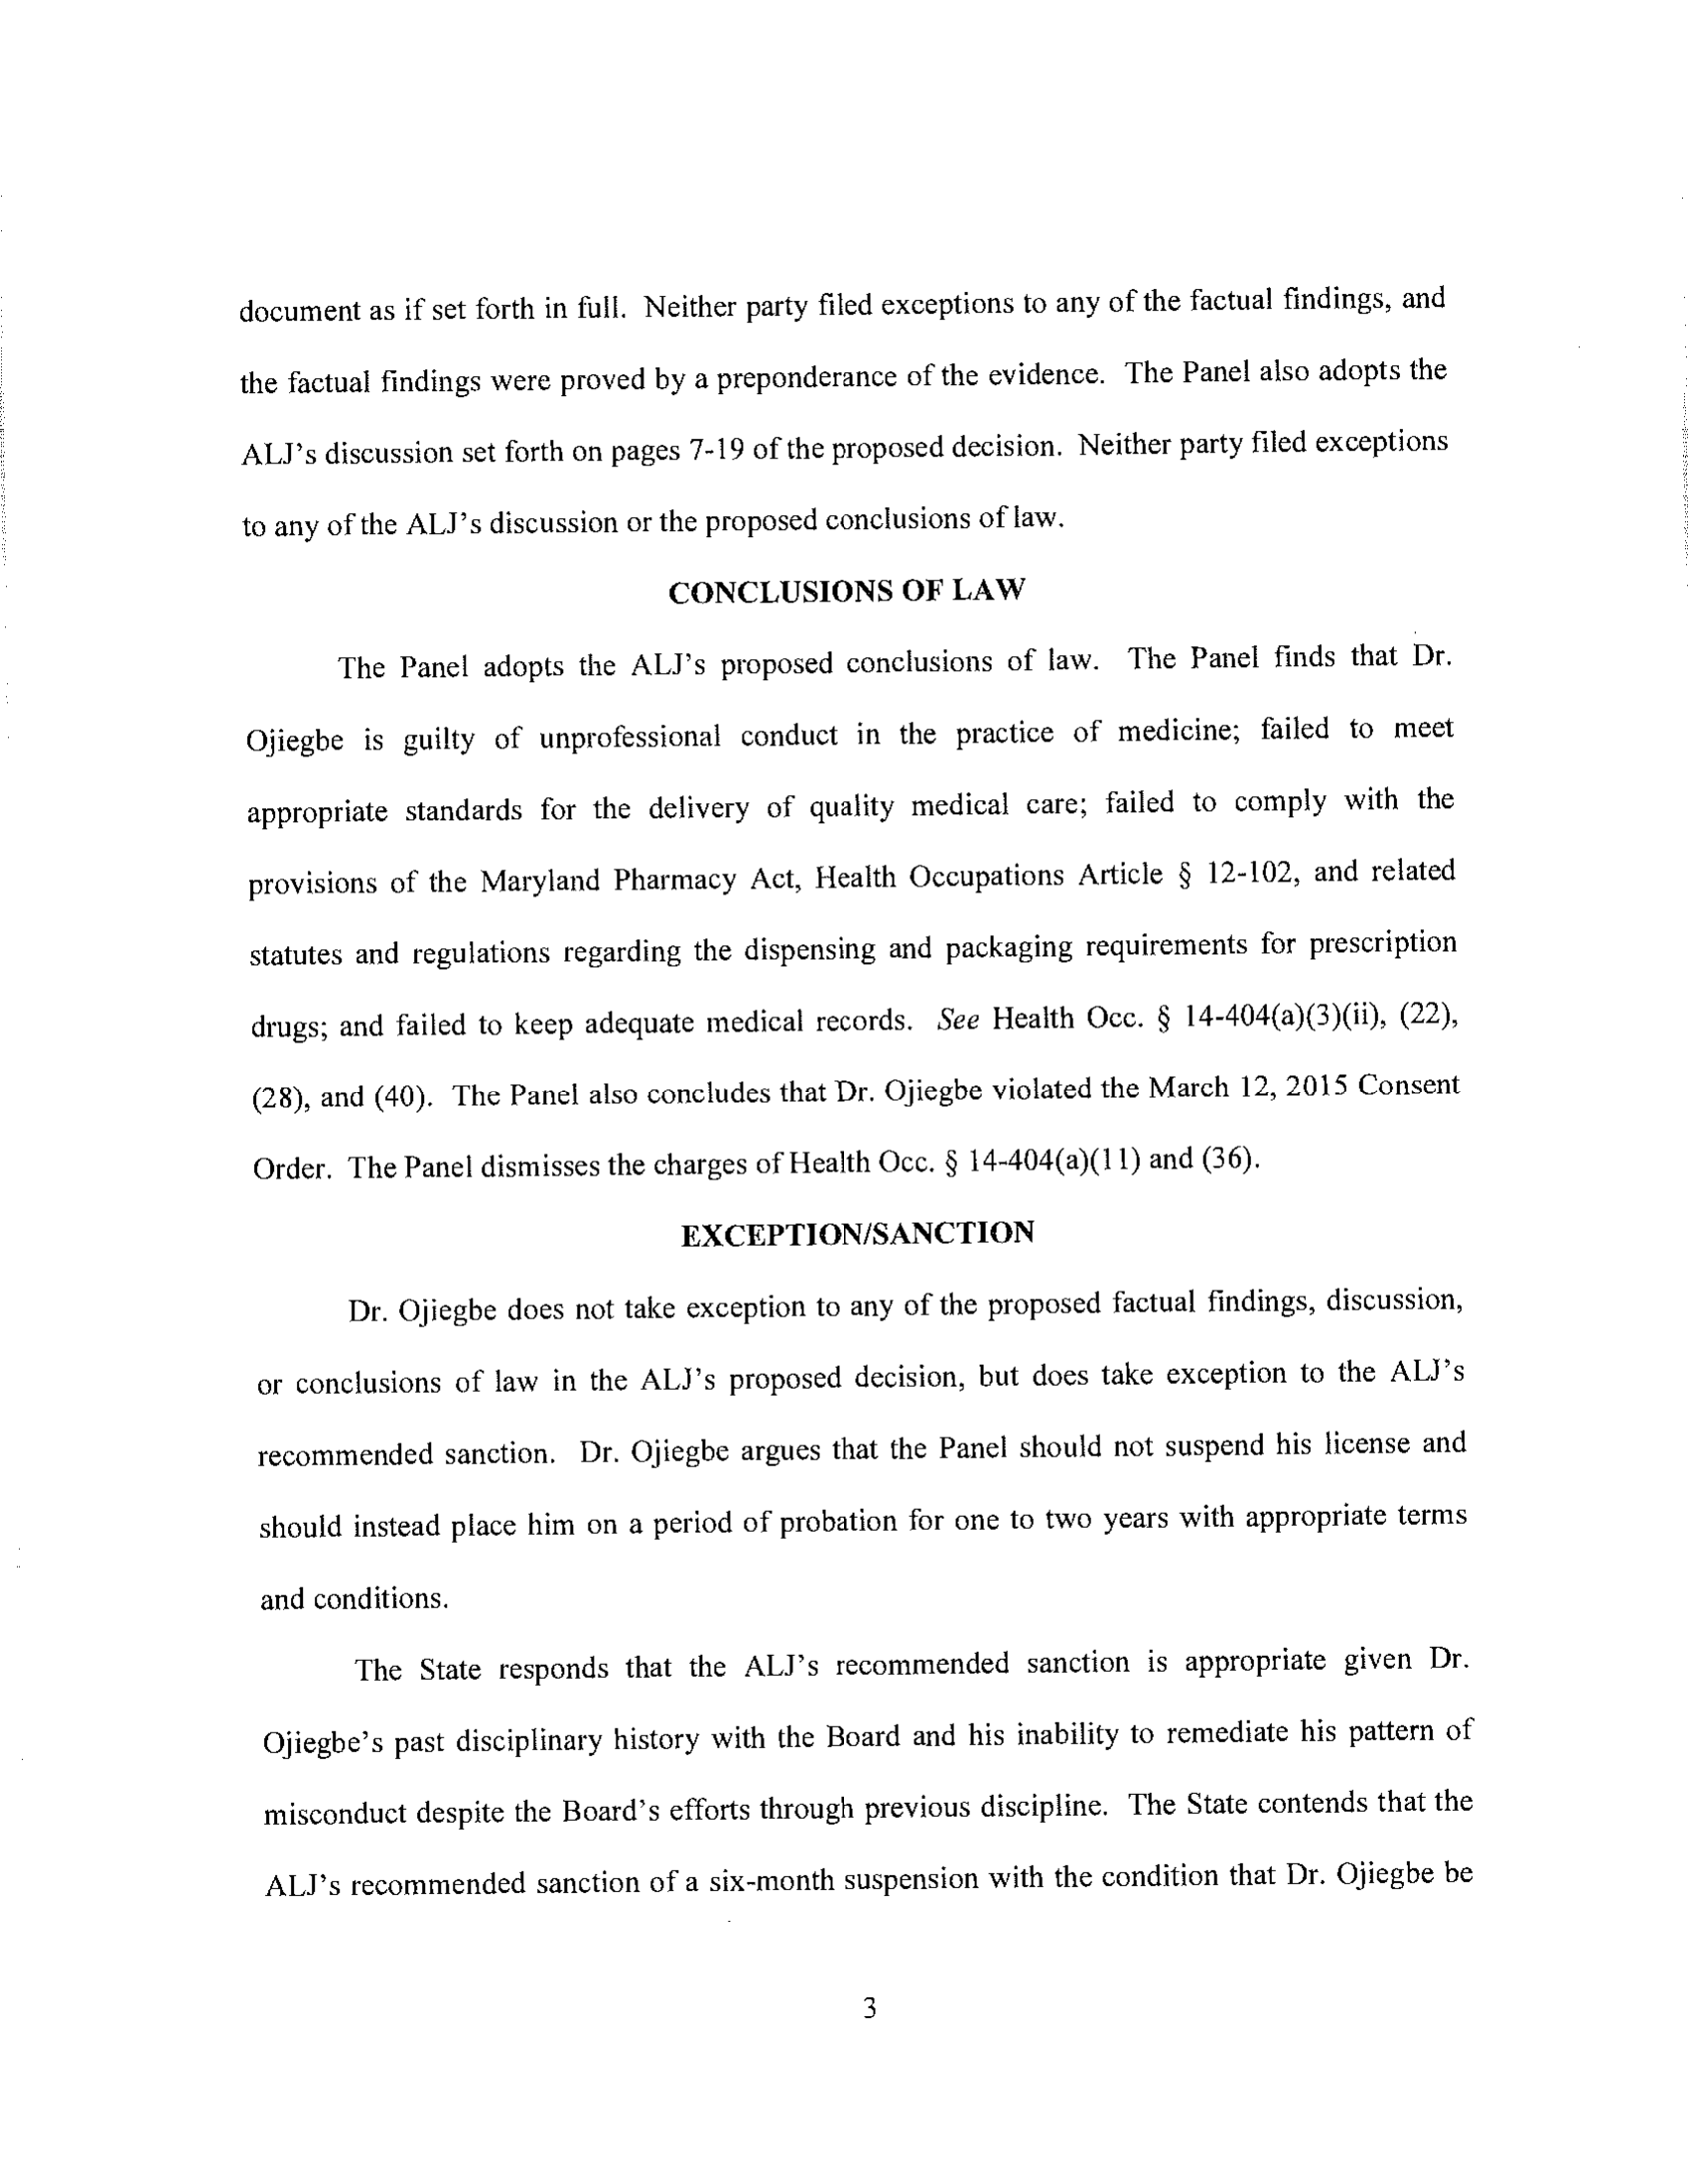 document as if set forth in full. Neither party filed exceptions to any of the factual findings, and
the factual findings were proved by a preponderance of the evidence. The Panel also adopts the
ALJ's discussion set forth on pages 7-19 of the proposed decision. Neither party filed exceptions
to any of the ALJ's discussion or the proposed conclusions of law.
CONCLUSIONS OF LAW
The Panel adopts the ALJ's proposed conclusions of law. The Panel finds that Dr.
Ojiegbe is guilty of unprofessional conduct in the practice of medicine; failed to meet
appropriate standards for the delivery of quality medical care; failed to comply with the
provisions of the Maryland Pharmacy Act, Health Occupations Article § 12-102, and related
statutes and regulations regarding the dispensing and packaging requirements for prescription
drugs; and failed to keep adequate medical records. See Health Occ. § 14-404(a)(3)(ii), (22),
(28), and (40). The Panel also concludes that Dr. Ojiegbe violated the March 12, 2015 Consent
Order. The Panel dismisses the charges of Health Occ. § 14-404(a)(11) and (36).
EXCEPTION/SANCTION
Dr. Ojiegbe does not take exception to any of the proposed factual findings, discussion,
or conclusions of law in the ALJ's proposed decision, but does take exception to the ALJ's
recommended sanction. Dr. Ojiegbe argues that the Panel should not suspend his license and
should instead place him on a period of probation for one to two years with appropriate terms
and conditions.
The State responds that the ALJ's recommended sanction is appropriate given Dr.
Ojiegbe's past disciplinary history with the Board and his inability to remediate his pattern of
misconduct despite the Board's efforts through previous discipline. The State contends that the
ALJ's recommended sanction of a six-month suspension with the condition that Dr. Ojiegbe be
3